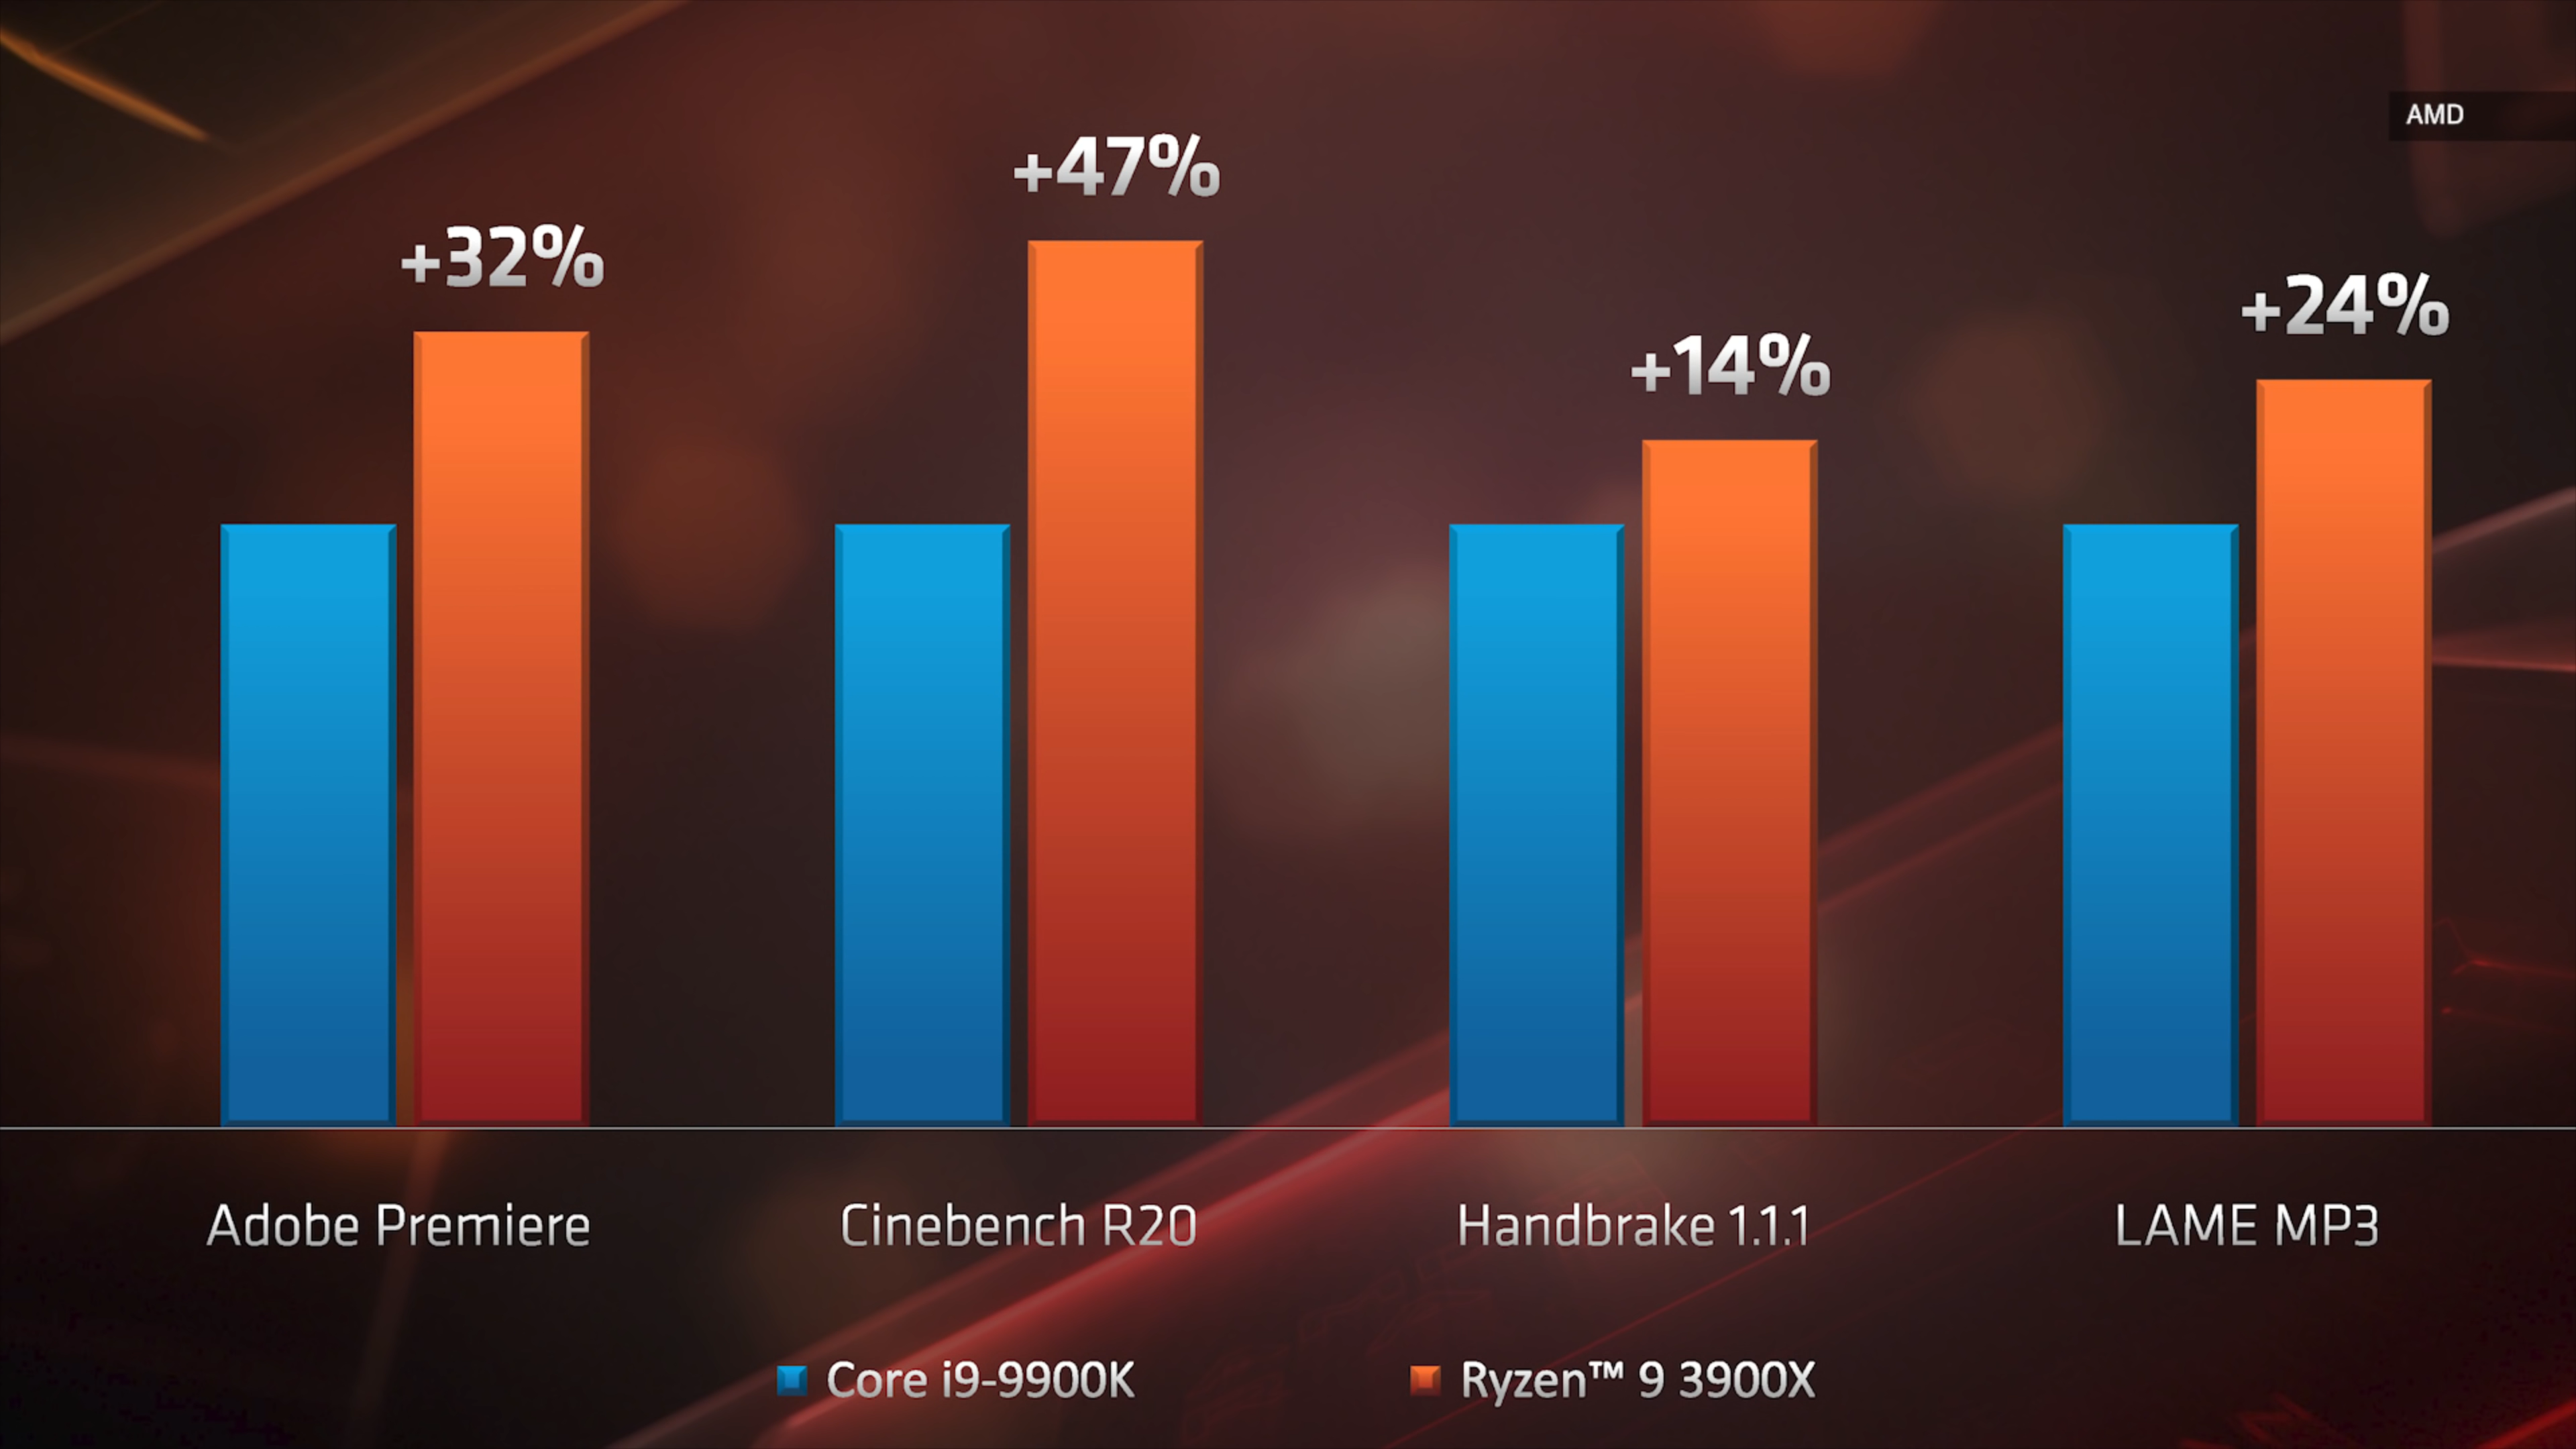 AMD
+32%
+47%
+14%
+24%
Adobe Premiere
Cinebench R20
Handbrake 1.1.1
LAME MP3
Core i9-9900K
Ryzen™ 9 3900X